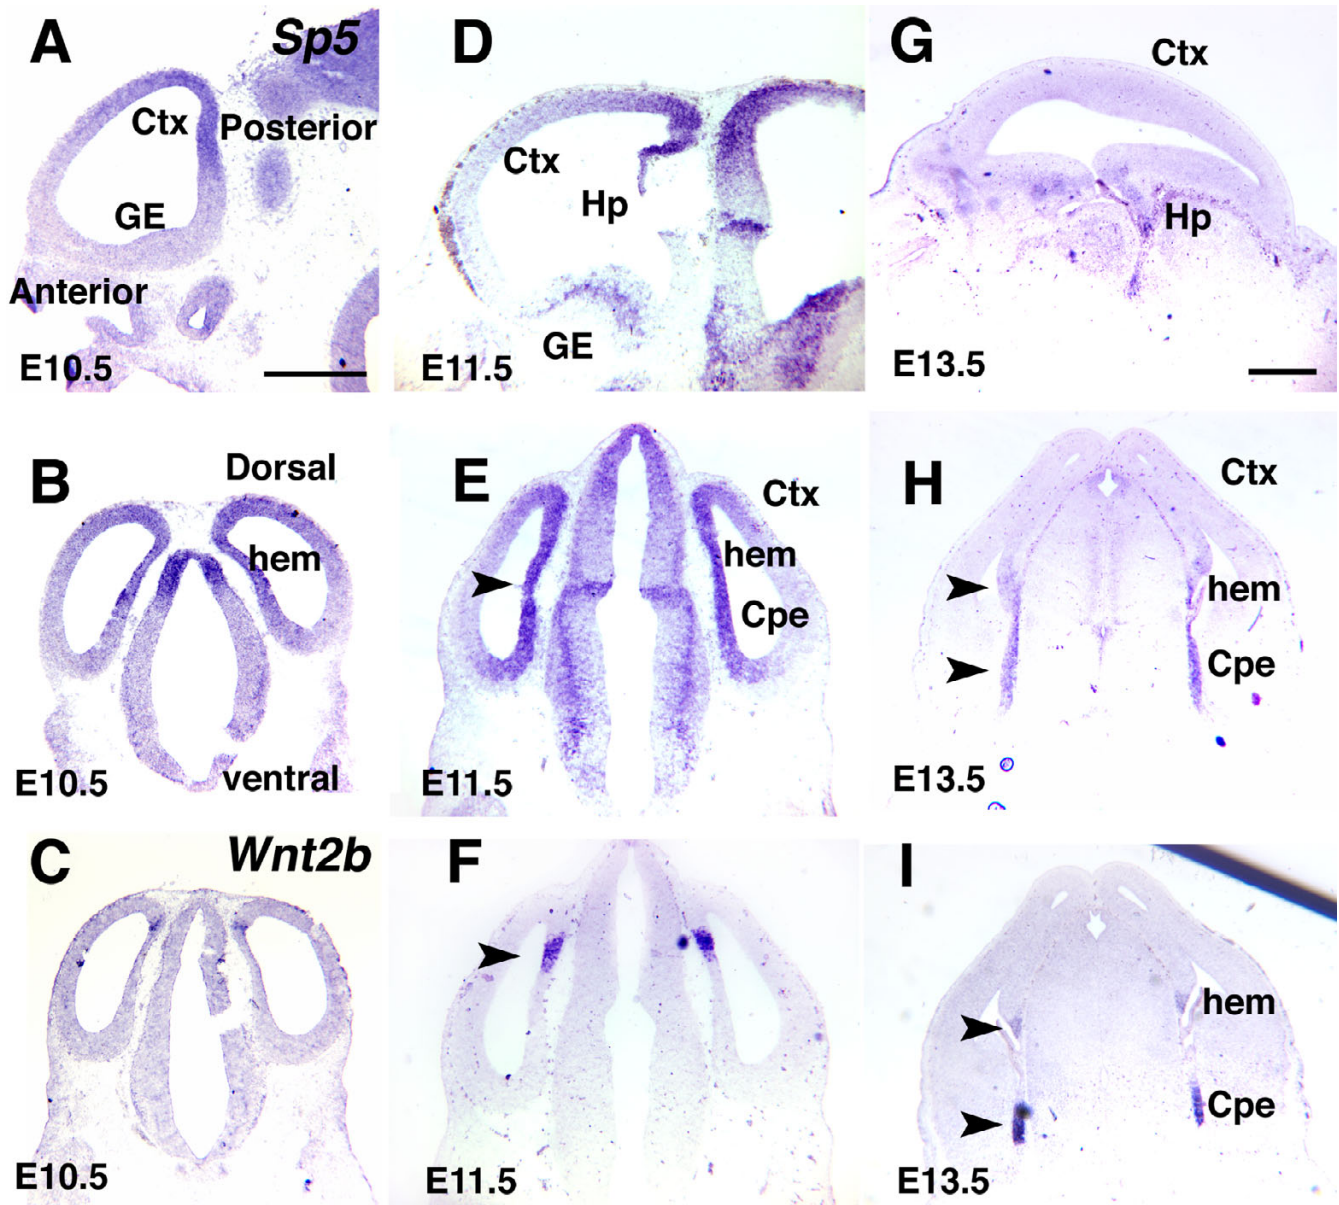 A
Sp5
Ctx
Posterior
GE
Anterior
E10.5
D
Ctx
Hp
GE
E11.5
G
Ctx
Hp
E13.5
B
Dorsal
hem
ventral
E10.5
E
Ctx
hem
Cpe
E11.5
H
Ctx
hem
Cpe
E13.5
C
Wnt2b
E10.5
F
E11.5
I
hem
Cpe
E13.5